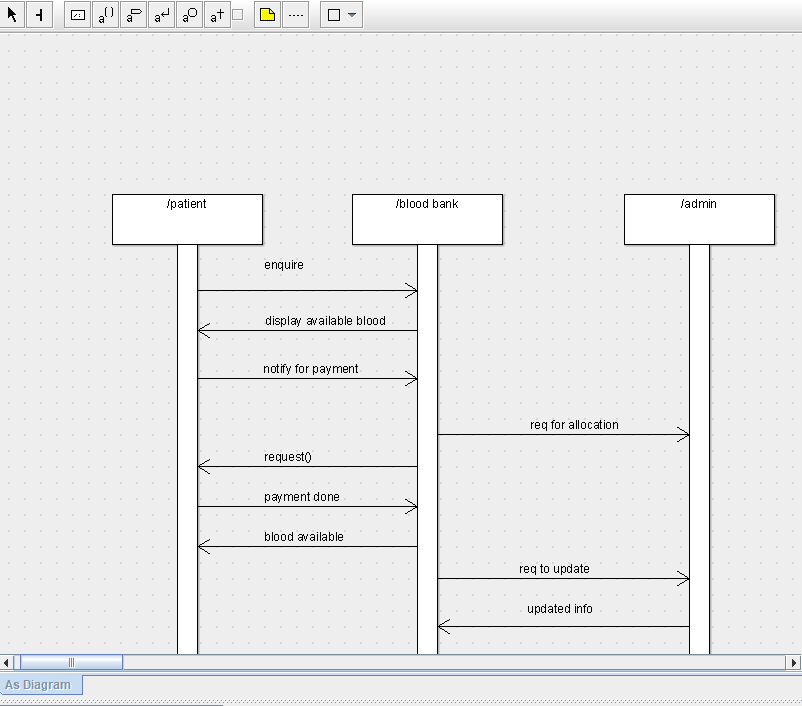 a()
a
a
a
a†
/patient
/blood bank
/admin
enquire
display available blood
notify for payment
req for allocation
request()
payment done
blood available
req to update
updated info
As Diagram